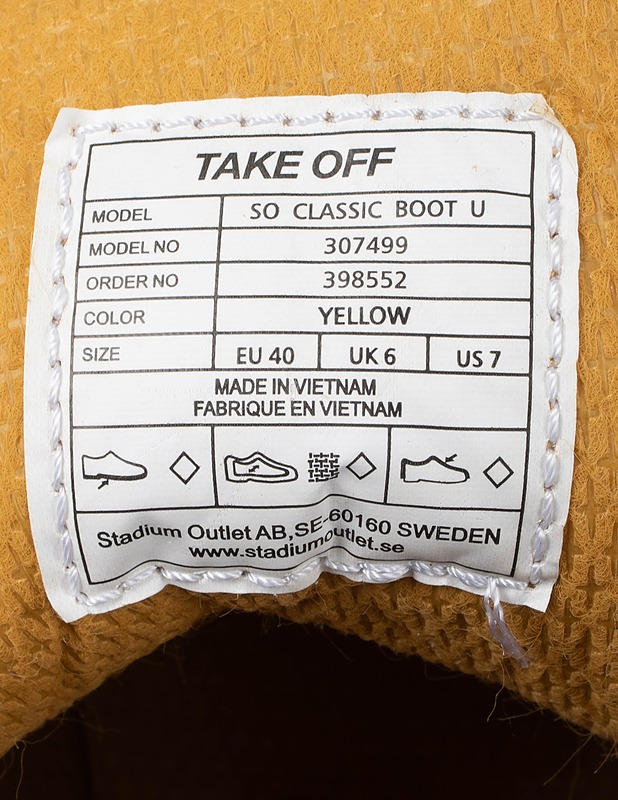 TAKE OFF
MODEL SO CLASSIC BOOT U
MODEL NO 307499
ORDER NO 398552
COLOR YELLOW
SIZE EU 40 UK 6 US 7
MADE IN VIETNAM
FABRIQUE EN VIETNAM
Stadium Outlet AB, SE-60160 SWEDEN
www.stadiumoutlet.se